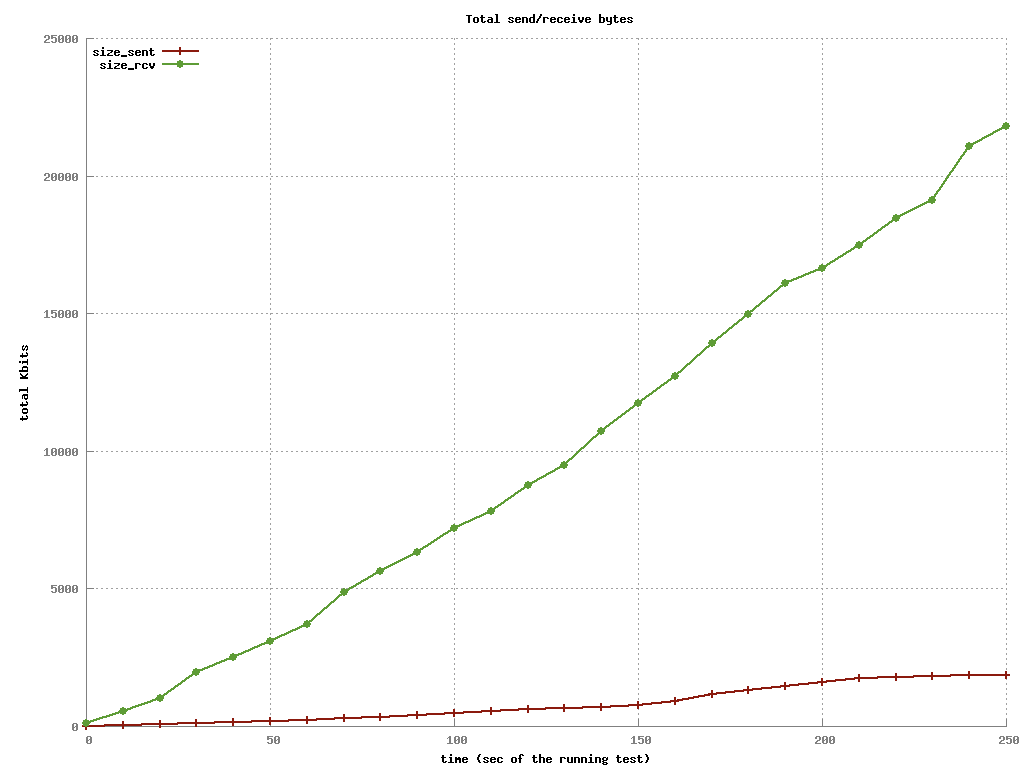 Total send/receive bytes
25000
size_sent
size_rcv
20000
15000
total Kbits
10000
5000
0
0 50 100 150 200 250
time (sec of the running test)